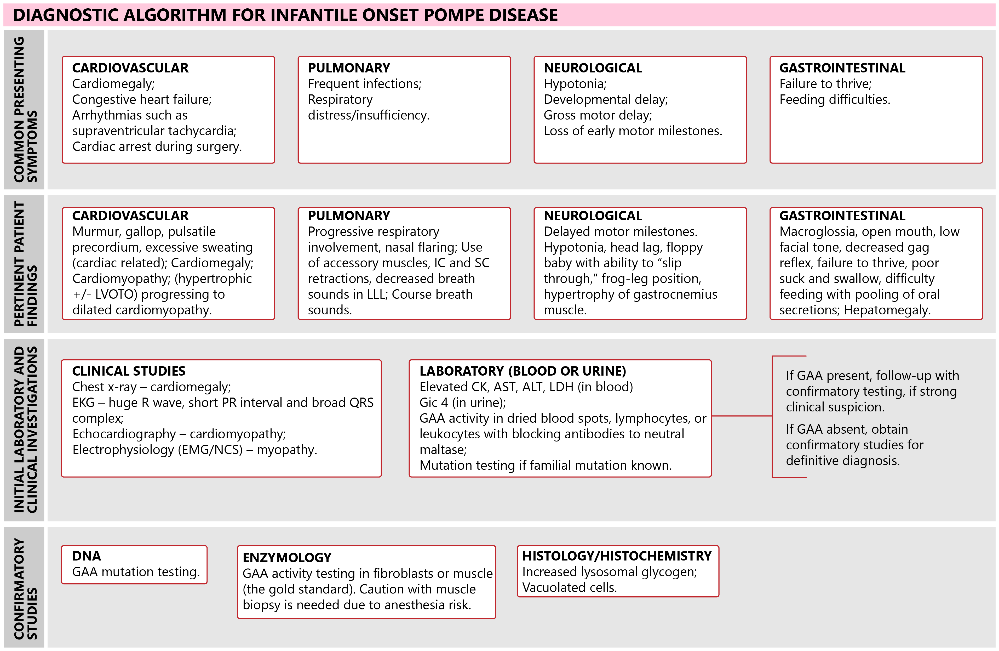 DIAGNOSTIC ALGORITHM FOR INFANTILE ONSET POMPE DISEASE
COMMON PRESENTING
SYMPTOMS
CARDIOVASCULAR
Cardiomegaly;
Congestive heart failure;
Arrhythmias such as
supraventricular tachycardia;
Cardiac arrest during surgery.
PULMONARY
Frequent infections;
Respiratory
distress/insufficiency.
NEUROLOGICAL
Hypotonia;
Developmental delay;
Gross motor delay;
Loss of early motor milestones.
GASTROINTESTINAL
Failure to thrive;
Feeding difficulties.
PERTINENT PATIENT
FINDINGS
CARDIOVASCULAR
Murmur, gallop, pulsatile
precordium, excessive sweating
(cardiac related); Cardiomegaly;
Cardiomyopathy; (hypertrophic
+/- LVOTO) progressing to
dilated cardiomyopathy.
PULMONARY
Progressive respiratory
involvement, nasal flaring; Use
of accessory muscles, IC and SC
retractions, decreased breath
sounds in LLL; Course breath
sounds.
NEUROLOGICAL
Delayed motor milestones.
Hypotonia, head lag, floppy
baby with ability to “slip
through,” frog-leg position,
hypertrophy of gastrocnemius
muscle.
GASTROINTESTINAL
Macroglossia, open mouth, low
facial tone, decreased gag
reflex, failure to thrive, poor
suck and swallow, difficulty
feeding with pooling of oral
secretions; Hepatomegaly.
INITIAL LABORATORY AND
CLINICAL INVESTIGATIONS
CLINICAL STUDIES
Chest x-ray – cardiomegaly;
EKG – huge R wave, short PR interval and broad QRS
complex;
Echocardiography – cardiomyopathy;
Electrophysiology (EMG/NCS) – myopathy.
LABORATORY (BLOOD OR URINE)
Elevated CK, AST, ALT, LDH (in blood)
Gic 4 (in urine);
GAA activity in dried blood spots, lymphocytes, or
leukocytes with blocking antibodies to neutral
maltase;
Mutation testing if familial mutation known.
If GAA present, follow-up with
confirmatory testing, if strong
clinical suspicion.
If GAA absent, obtain
confirmatory studies for
definitive diagnosis.
CONFIRMATORY
STUDIES
DNA
GAA mutation testing.
ENZYMOLOGY
GAA activity testing in fibroblasts or muscle
(the gold standard). Caution with muscle
biopsy is needed due to anesthesia risk.
HISTOLOGY/HISTOCHEMISTRY
Increased lysosomal glycogen;
Vacuolated cells.